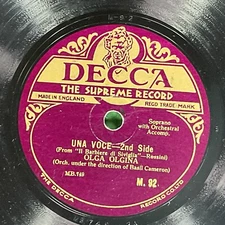 DECCA
THE SUPREME RECORD
MADE IN ENGLAND
REGD TRADE MARK
Soprano
with Orchestral
Accomp.
UNA VOCE—2nd Side
(From "Il Barbiere di Siviglia"—Rossini)
OLGA OLGINA
(Orch. under the direction of Basil Cameron)
MB.749
M. 92.
THE DECCA
RECORD CO LTD